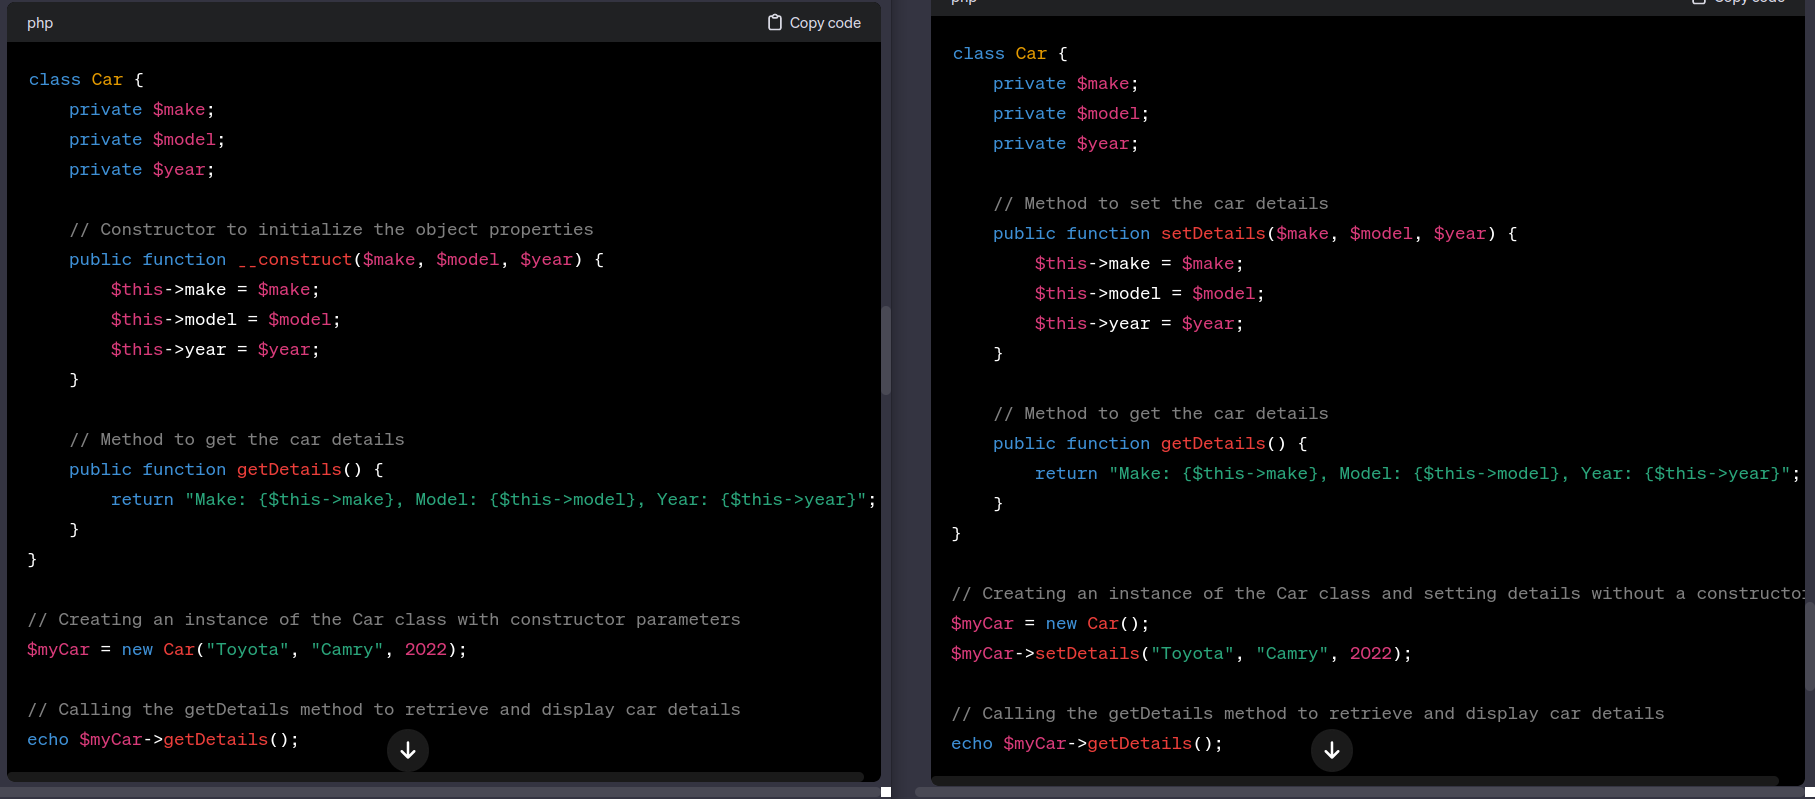 php
Copy code
class Car {
    private $make;
    private $model;
    private $year;
    // Constructor to initialize the object properties
    public function __construct($make, $model, $year) {
        $this->make = $make;
        $this->model = $model;
        $this->year = $year;
    }
    // Method to get the car details
    public function getDetails() {
        return "Make: {$this->make}, Model: {$this->model}, Year: {$this->year}";
    }
}
// Creating an instance of the Car class with constructor parameters
$myCar = new Car("Toyota", "Camry", 2022);
// Calling the getDetails method to retrieve and display car details
echo $myCar->getDetails();
php
Copy code
class Car {
    private $make;
    private $model;
    private $year;
    // Method to set the car details
    public function setDetails($make, $model, $year) {
        $this->make = $make;
        $this->model = $model;
        $this->year = $year;
    }
    // Method to get the car details
    public function getDetails() {
        return "Make: {$this->make}, Model: {$this->model}, Year: {$this->year}";
    }
}
// Creating an instance of the Car class and setting details without a constructor
$myCar = new Car();
$myCar->setDetails("Toyota", "Camry", 2022);
// Calling the getDetails method to retrieve and display car details
echo $myCar->getDetails();